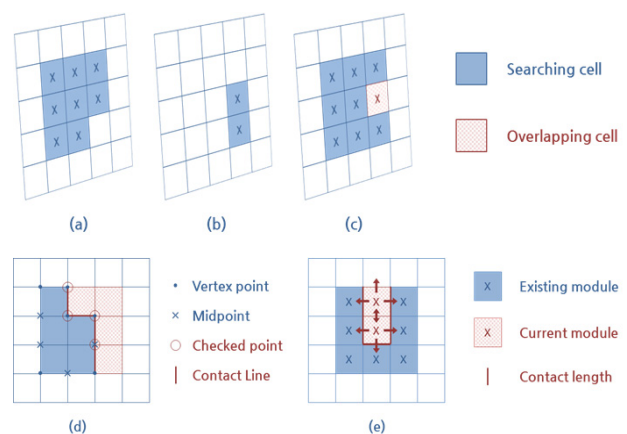 Searching cell
Overlapping cell
(a)
(b)
(c)
Vertex point
Midpoint
Checked point
Contact Line
(d)
Existing module
Current module
Contact length
(e)